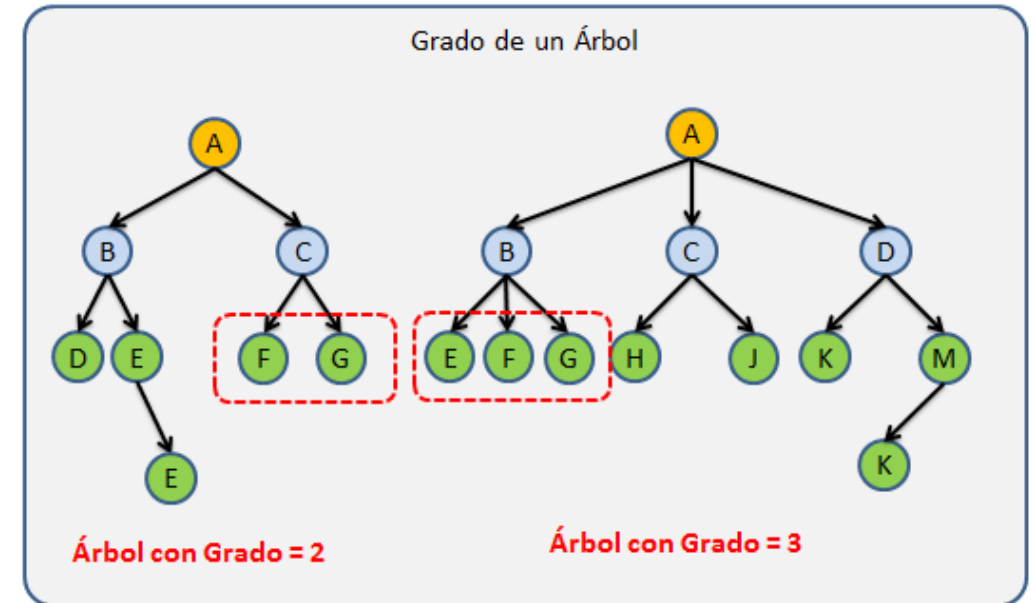 Grado de un Árbol
A
A
B
C
B
C
D
D
E
F
G
E
F
G
H
J
K
M
E
K
Árbol con Grado = 2
Árbol con Grado = 3